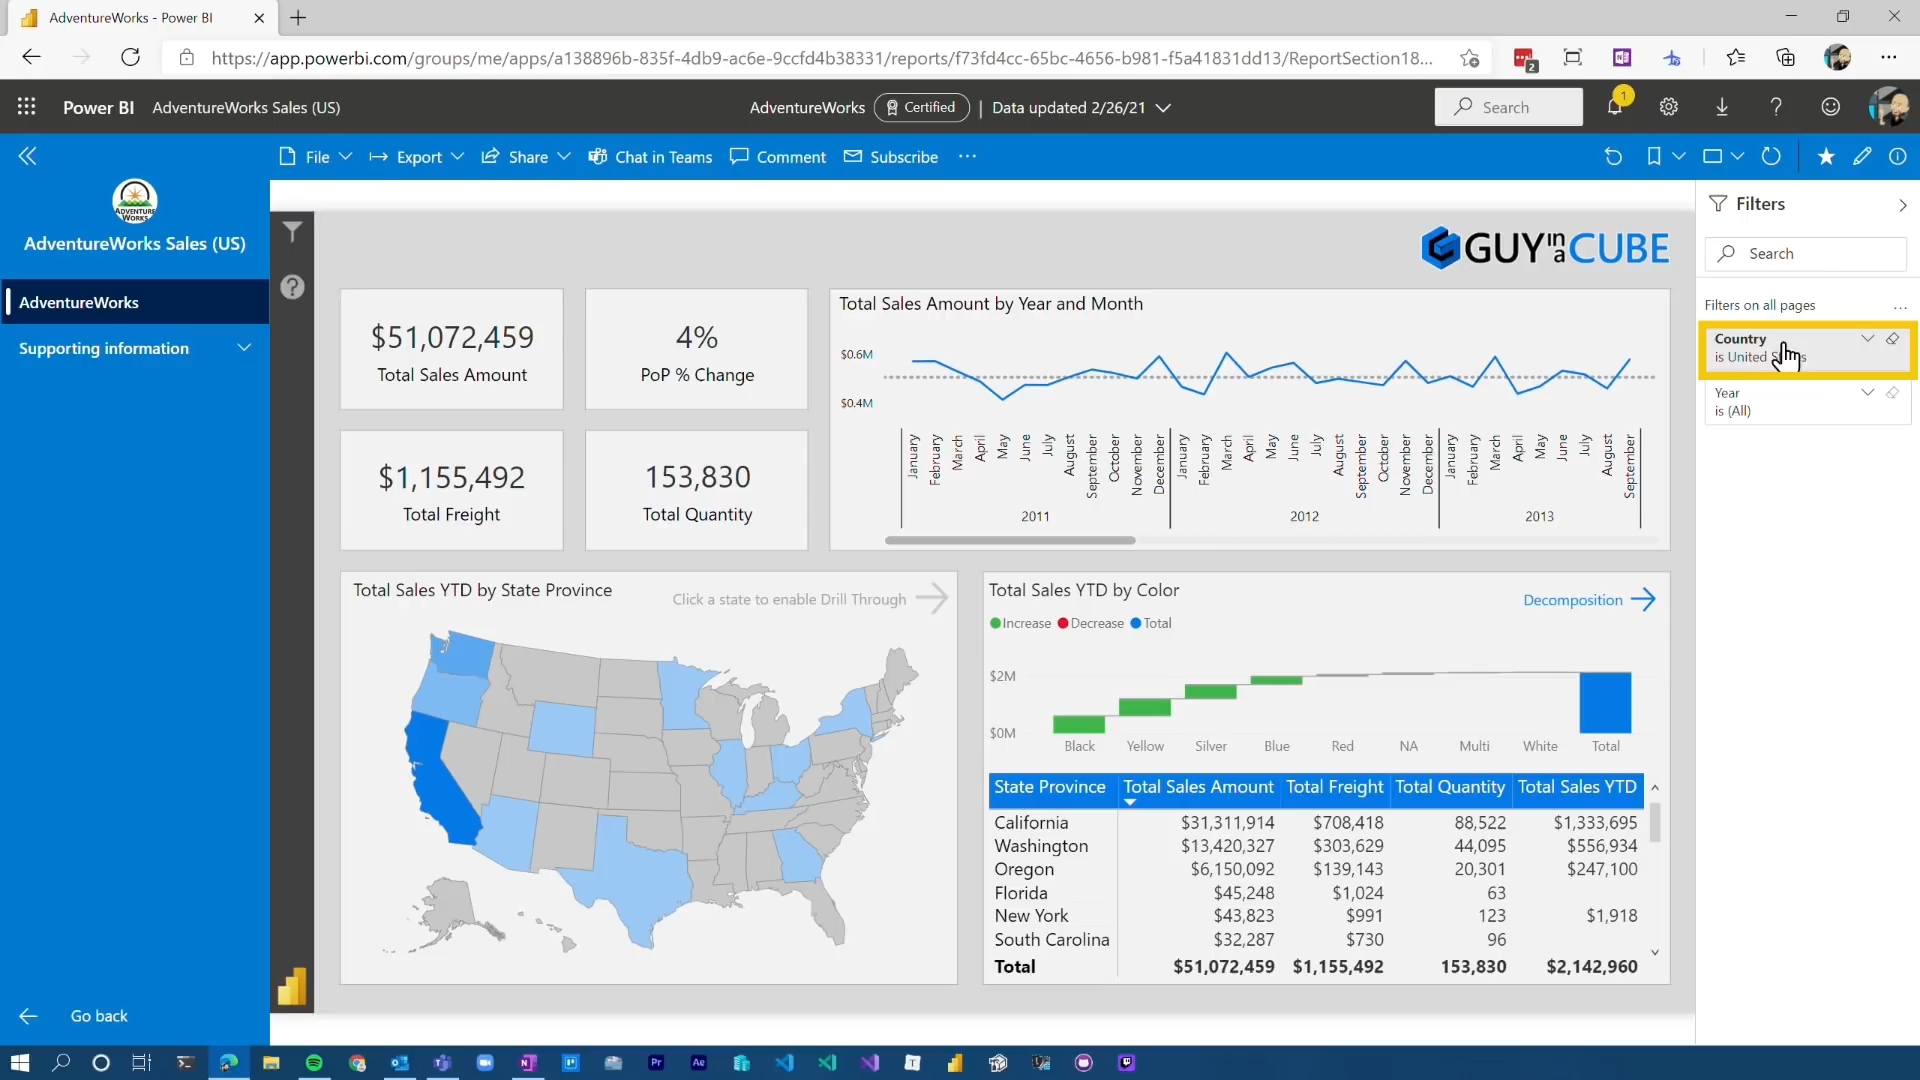 AdventureWorks - Power BI
https://app.powerbi.com/groups/me/apps/a138896b-835f-4db9-ac6e-9ccfd4b38331/reports/f73fd4cc-65bc-4656-b981-f5a41831dd13/ReportSection18...
2
Power BI AdventureWorks Sales (US) AdventureWorks Certified | Data updated 2/26/21 Search 1
File Export Share Chat in Teams Comment Subscribe ...
ADVENTURE WORKS
AdventureWorks Sales (US)
AdventureWorks
Supporting information
Go back
GUY in a CUBE
$51,072,459
Total Sales Amount
4%
PoP % Change
$1,155,492
Total Freight
153,830
Total Quantity
Total Sales Amount by Year and Month
$0.6M
$0.4M
January February March April May June July August September October November December January February March April May June July August September October November December January February March April May June July August September
2011 2012 2013
Total Sales YTD by State Province
Click a state to enable Drill Through
Total Sales YTD by Color
Decomposition
Increase Decrease Total
$2M
$0M
Black Yellow Silver Blue Red NA Multi White Total
State Province Total Sales Amount Total Freight Total Quantity Total Sales YTD
California $31,311,914 $708,418 88,522 $1,333,695
Washington $13,420,327 $303,629 44,095 $556,934
Oregon $6,150,092 $139,143 20,301 $247,100
Florida $45,248 $1,024 63
New York $43,823 $991 123 $1,918
South Carolina $32,287 $730 96
Total $51,072,459 $1,155,492 153,830 $2,142,960
Filters
Search
Filters on all pages ...
Country
is United States
Year
is (All)
Pr
Ae